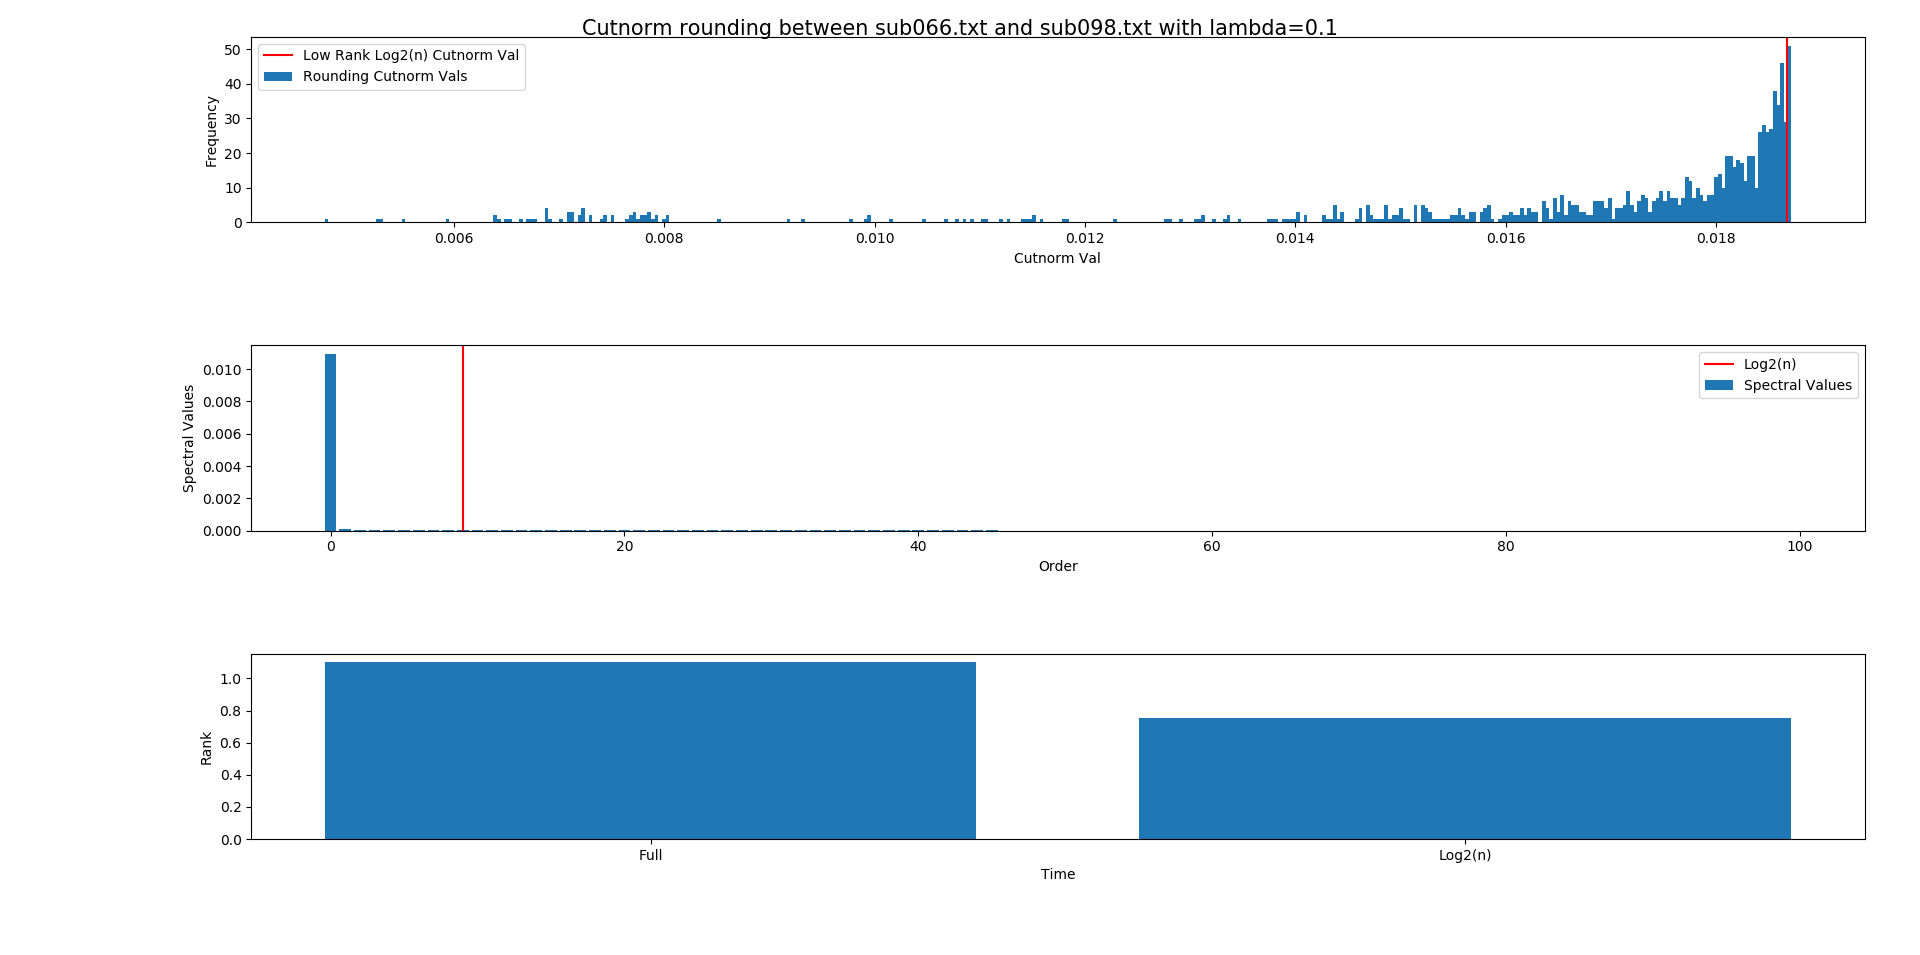 Cutnorm rounding between sub066.txt and sub098.txt with lambda=0.1
Low Rank Log2(n) Cutnorm Val
Rounding Cutnorm Vals
Frequency
50
40
30
20
10
0
0.006 0.008 0.010 0.012 0.014 0.016 0.018
Cutnorm Val
Log2(n)
Spectral Values
Spectral Values
0.010
0.008
0.006
0.004
0.002
0.000
0 20 40 60 80 100
Order
Rank
1.0
0.8
0.6
0.4
0.2
0.0
Full Log2(n)
Time